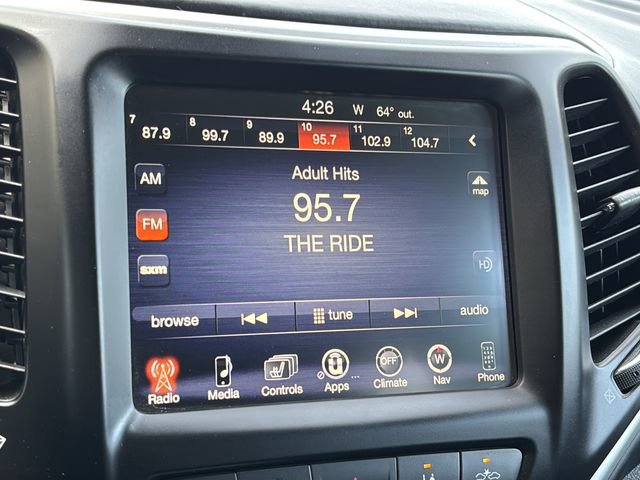 4:26 W 64° out.
7 8 9 10 11 12
87.9 99.7 89.9 95.7 102.9 104.7
AM
Adult Hits
map
95.7
FM
THE RIDE
sxm
HD
browse tune audio
OFF W
Radio Media Controls Apps ... Climate Nav Phone